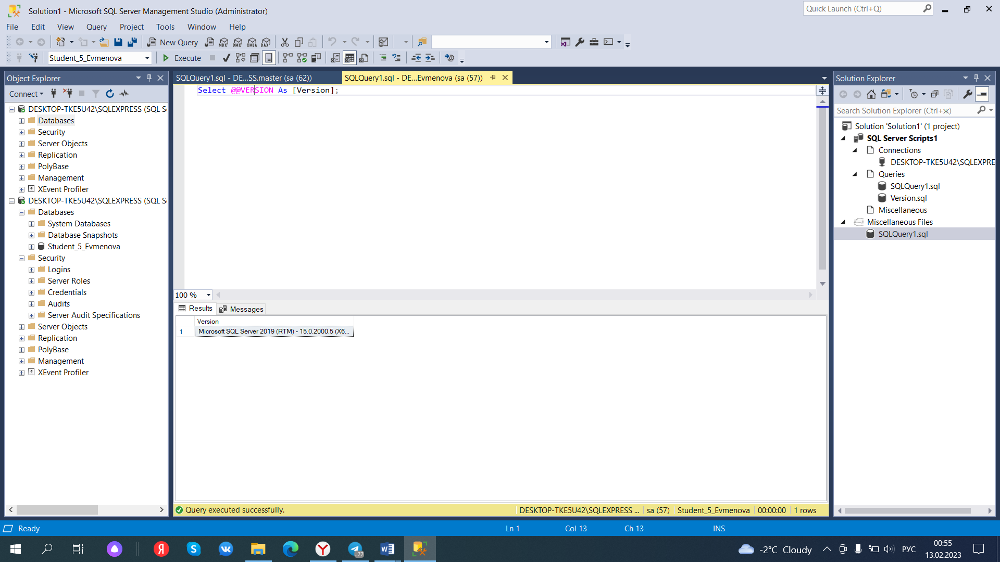 Solution1 - Microsoft SQL Server Management Studio (Administrator)
Quick Launch (Ctrl+Q)
File Edit View Query Project Tools Window Help
New Query
MDX DMX XMLA DAX
Student_5_Evmenova
Execute
Object Explorer
Connect
DESKTOP-TKE5U42\SQLEXPRESS (SQL S
Databases
Security
Server Objects
Replication
PolyBase
Management
XEvent Profiler
DESKTOP-TKE5U42\SQLEXPRESS (SQL S
Databases
System Databases
Database Snapshots
Student_5_Evmenova
Security
Logins
Server Roles
Credentials
Audits
Server Audit Specifications
Server Objects
Replication
PolyBase
Management
XEvent Profiler
SQLQuery1.sql - DE...SS.master (sa (62))
SQLQuery1.sql - DE...Evmenova (sa (57))
Select @@VERSION As [Version];
100 %
Results
Messages
Version
1 Microsoft SQL Server 2019 (RTM) - 15.0.2000.5 (X6...
Query executed successfully.
DESKTOP-TKE5U42\SQLEXPRESS ...
sa (57)
Student_5_Evmenova
00:00:00
1 rows
Solution Explorer
Search Solution Explorer (Ctrl+ж)
Solution 'Solution1' (1 project)
SQL Server Scripts1
Connections
DESKTOP-TKE5U42\SQLEXPRE
Queries
SQLQuery1.sql
Version.sql
Miscellaneous
Miscellaneous Files
SQLQuery1.sql
Ready
Ln 1
Col 13
Ch 13
INS
77
-2°C Cloudy
РУС
00:55
13.02.2023